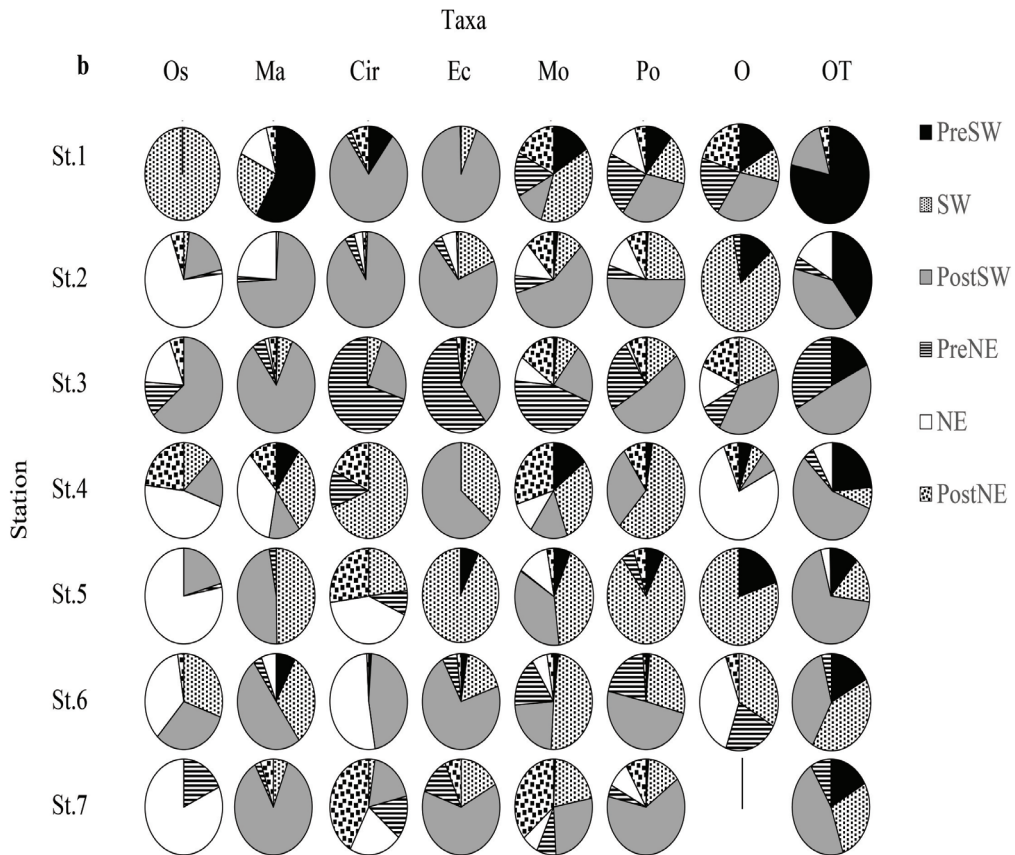 Taxa
b Os Ma Cir Ec Mo Po O OT
St.1
St.2
St.3
St.4
St.5
St.6
St.7
Station
PreSW
SW
PostSW
PreNE
NE
PostNE